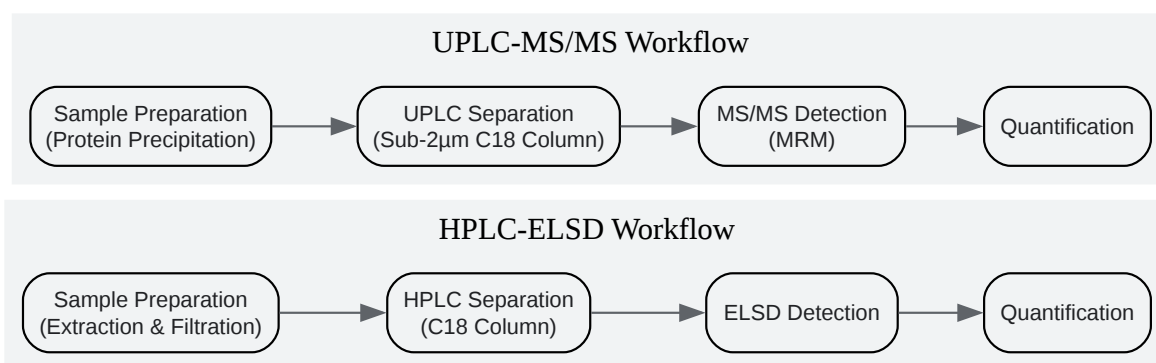 UPLC-MS/MS Workflow
Sample Preparation
(Protein Precipitation)
UPLC Separation
(Sub-2µm C18 Column)
MS/MS Detection
(MRM)
Quantification
HPLC-ELSD Workflow
Sample Preparation
(Extraction & Filtration)
HPLC Separation
(C18 Column)
ELSD Detection
Quantification